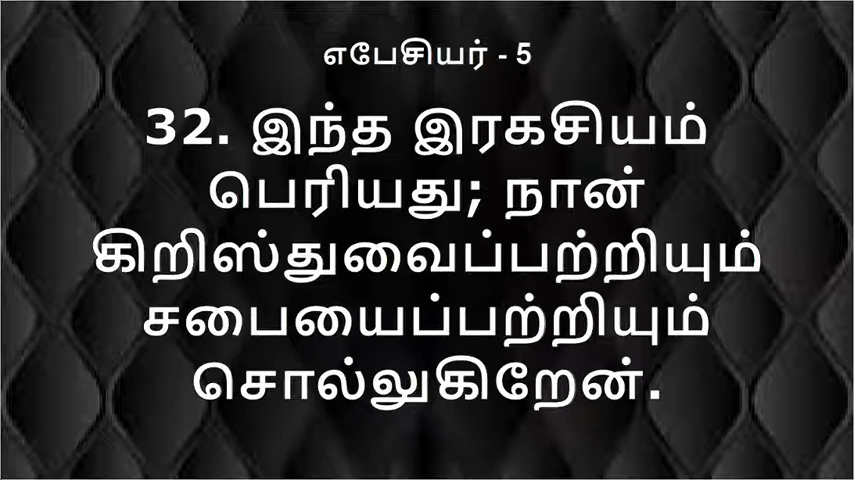 எபேசியர் - 5
32. இந்த இரகசியம்
பெரியது; நான்
கிறிஸ்துவைப்பற்றியும்
சபையைப்பற்றியும்
சொல்லுகிறேன்.